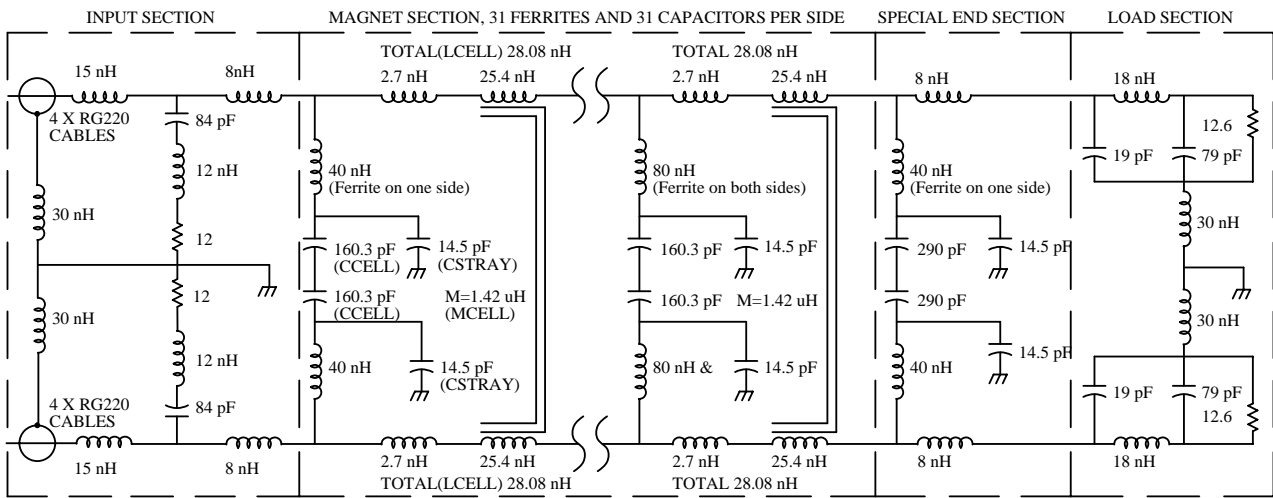 INPUT SECTION
MAGNET SECTION, 31 FERRITES AND 31 CAPACITORS PER SIDE
SPECIAL END SECTION
LOAD SECTION
TOTAL(LCELL) 28.08 nH
TOTAL 28.08 nH
15 nH
8nH
2.7 nH
25.4 nH
2.7 nH
25.4 nH
8 nH
18 nH
4 X RG220
CABLES
84 pF
12.6
19 pF
79 pF
12 nH
40 nH
(Ferrite on one side)
80 nH
(Ferrite on both sides)
40 nH
(Ferrite on one side)
30 nH
30 nH
12
160.3 pF
(CCELL)
14.5 pF
(CSTRAY)
160.3 pF
14.5 pF
290 pF
14.5 pF
12
160.3 pF
(CCELL)
M=1.42 uH
(MCELL)
160.3 pF
M=1.42 uH
290 pF
30 nH
30 nH
12 nH
40 nH
14.5 pF
(CSTRAY)
80 nH &
14.5 pF
40 nH
14.5 pF
4 X RG220
CABLES
84 pF
19 pF
79 pF
12.6
15 nH
8 nH
2.7 nH
25.4 nH
2.7 nH
25.4 nH
8 nH
18 nH
TOTAL(LCELL) 28.08 nH
TOTAL 28.08 nH